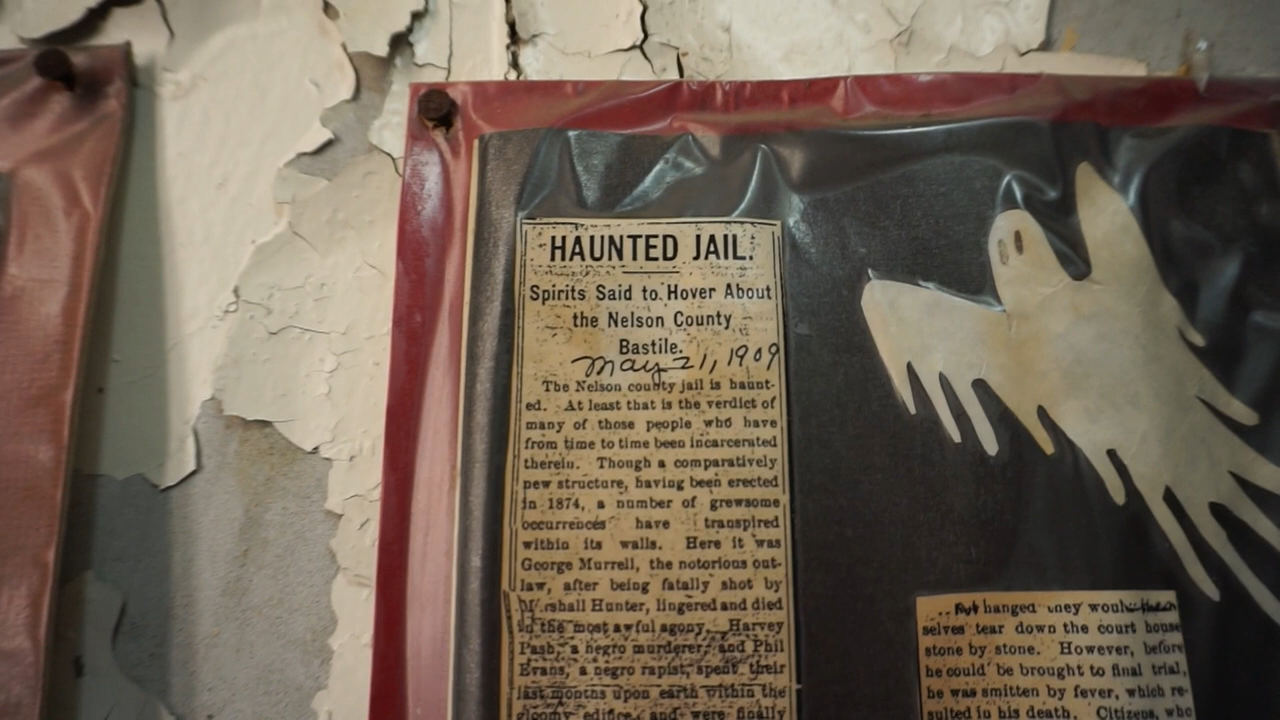 HAUNTED JAIL.
Spirits Said to Hover About
the Nelson County
Bastile.
May 21, 1909
The Nelson county jail is haunt-
ed. At least that is the verdict of
many of those people who have
from time to time been incarcerated
therein. Though a comparatively
new structure, having been erected
in 1874, a number of grewsome
occurrences have transpired
within its walls. Here it was
George Murrell, the notorious out-
law, after being fatally shot by
Marshall Hunter, lingered and died
in the most awful agony. Harvey
Pash, a negro murderer, and Phil
Evans, a negro rapist, spent their
last months upon earth within the
gloomy edifice, and were finally
hanged they would
selves tear down the court house
stone by stone. However, before
he could be brought to final trial,
he was smitten by fever, which re-
sulted in his death. Citizens, who